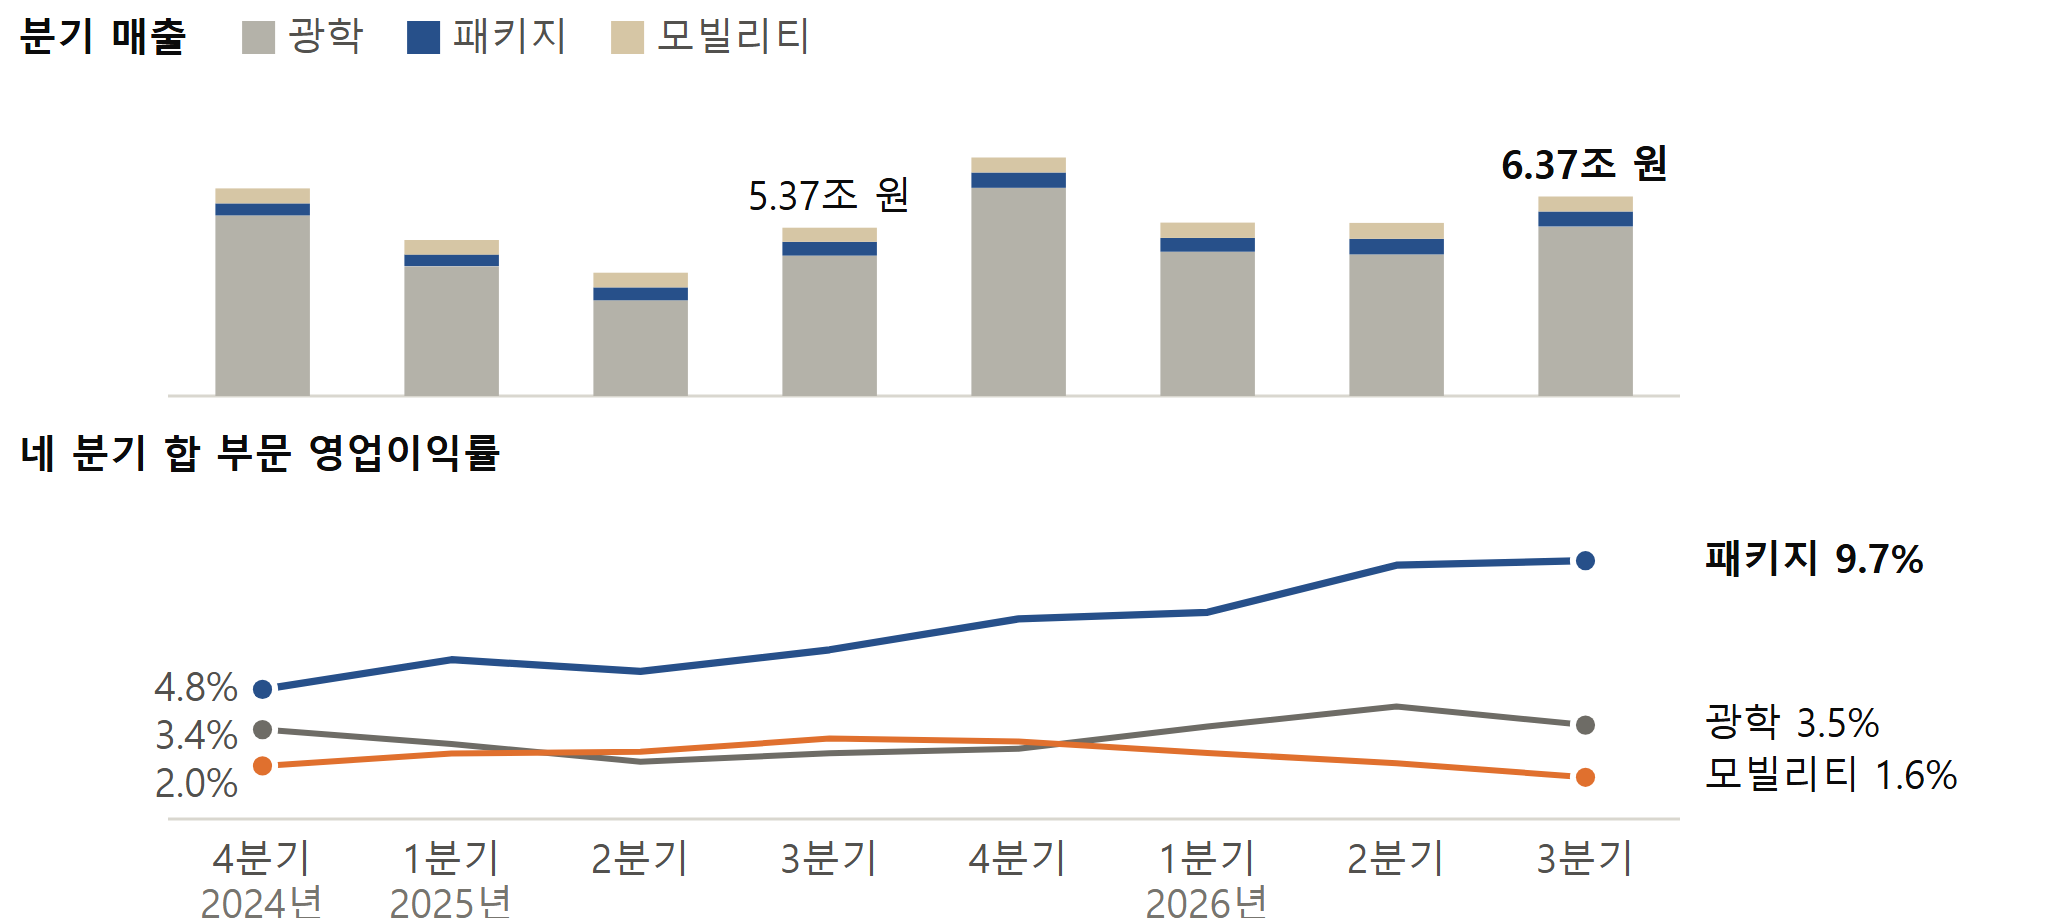 분기 매출 광학 패키지 모빌리티
5.37조 원
6.37조 원
네 분기 합 부문 영업이익률
패키지 9.7%
4.8%
3.4%
2.0%
광학 3.5%
모빌리티 1.6%
4분기 1분기 2분기 3분기 4분기 1분기 2분기 3분기
2024년 2025년 2026년